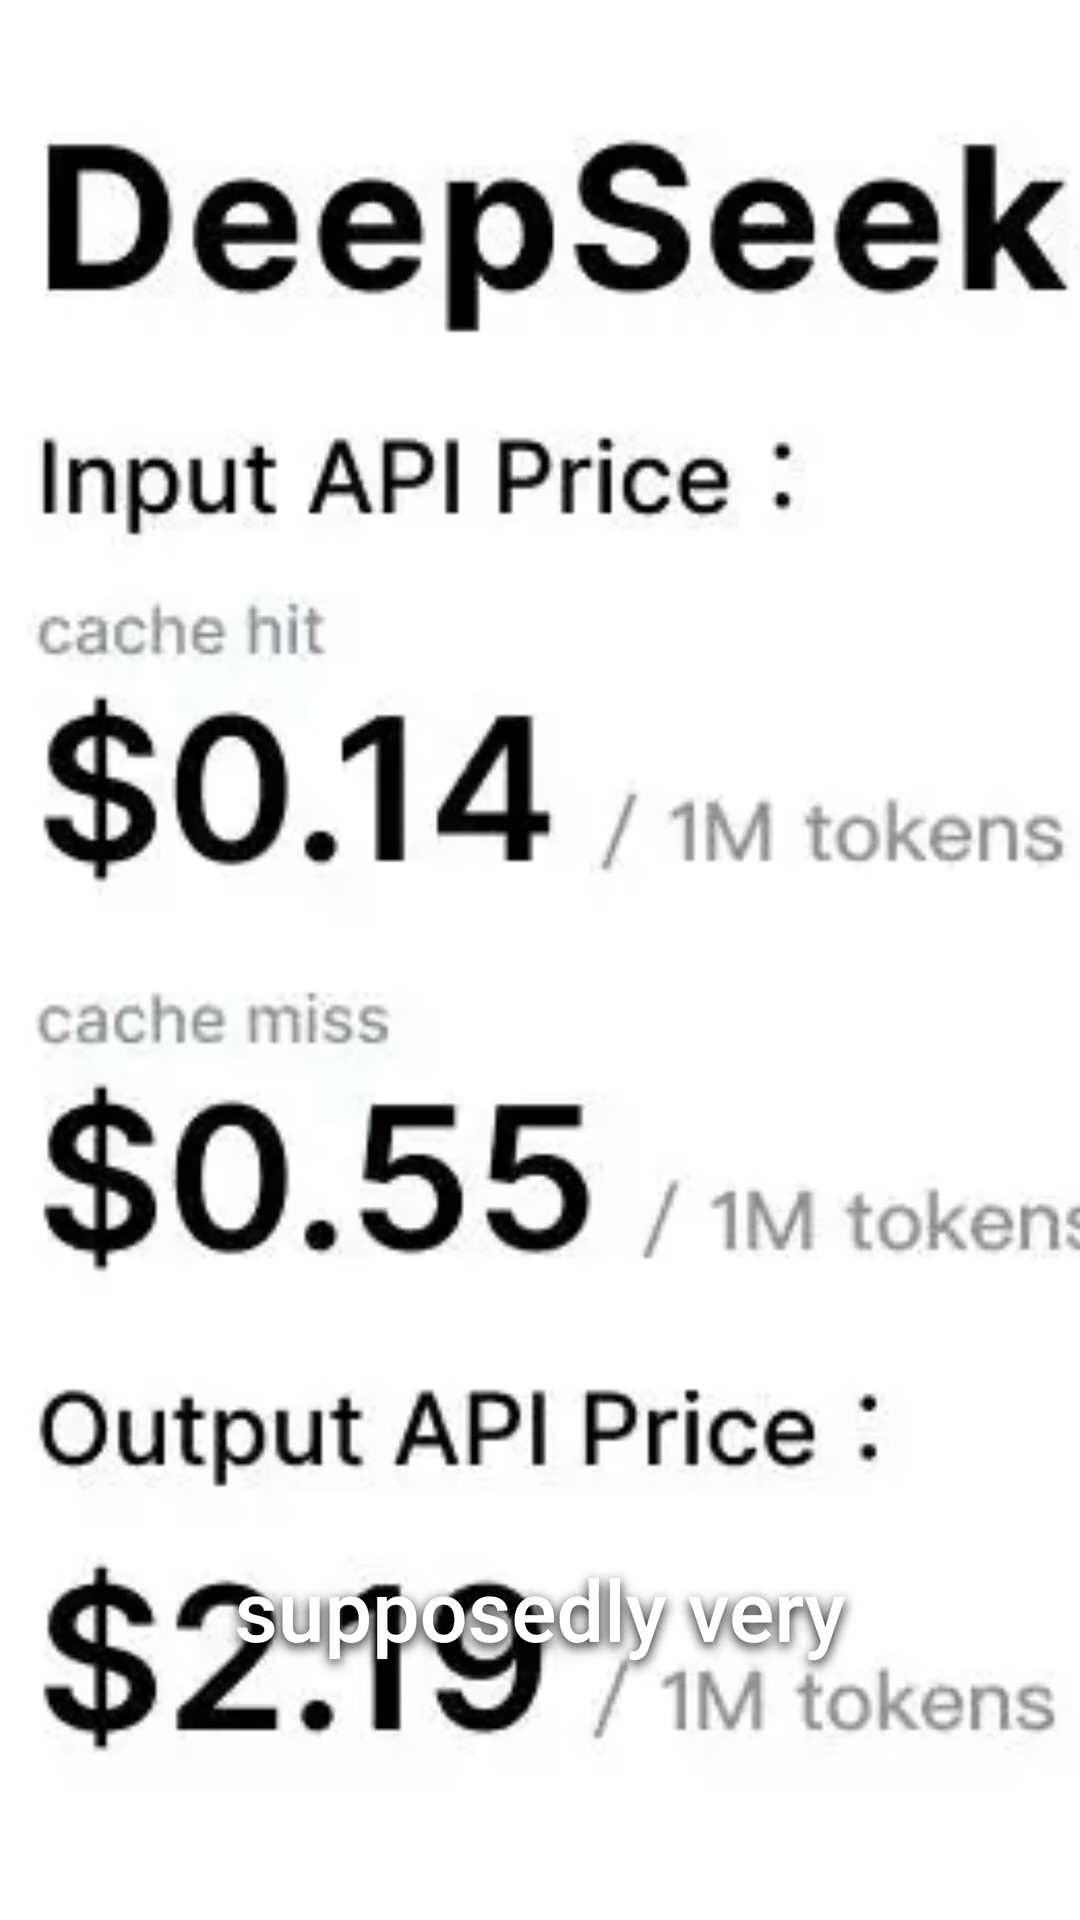 DeepSeek
Input API Price：
cache hit
$0.14 / 1M tokens
cache miss
$0.55 / 1M tokens
Output API Price：
$2.19 / 1M tokens
supposedly very